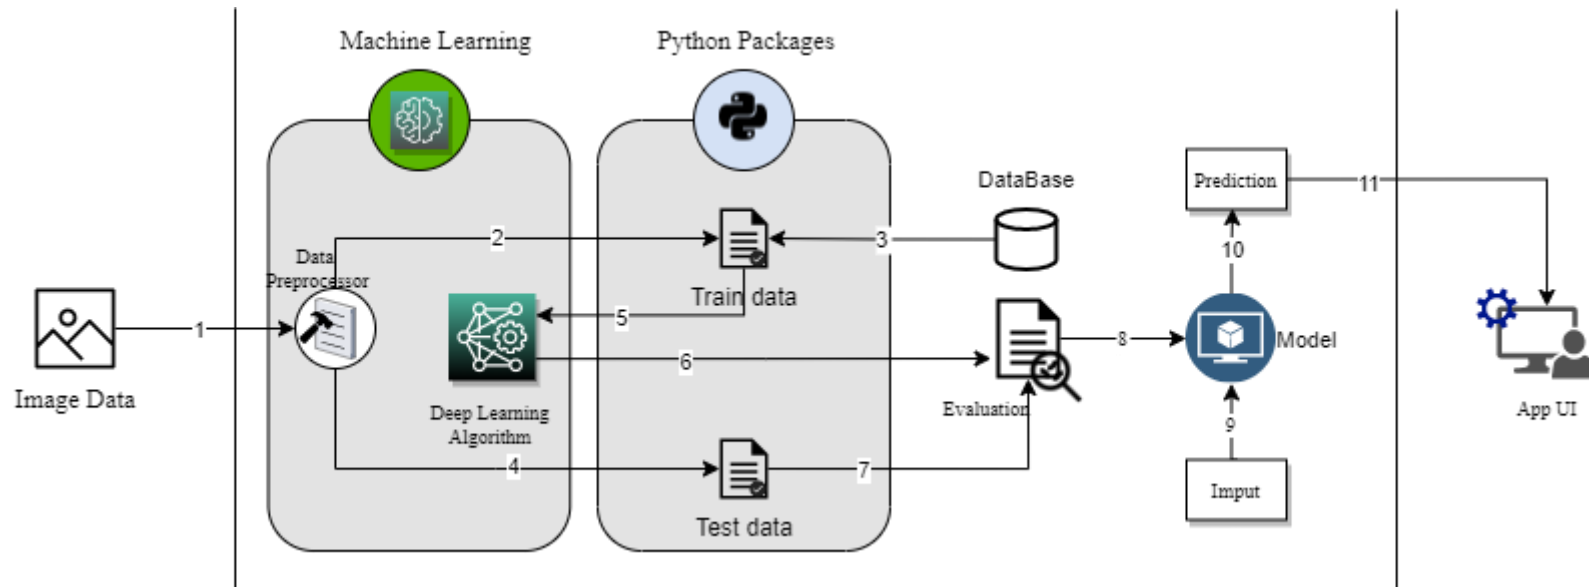 Machine Learning
Python Packages
DataBase
Prediction
11
2
3
10
Data
Preprocessor
Train data
1
5
8
Model
6
Image Data
Deep Learning
Algorithm
Evaluation
9
App UI
4
7
Imput
Test data